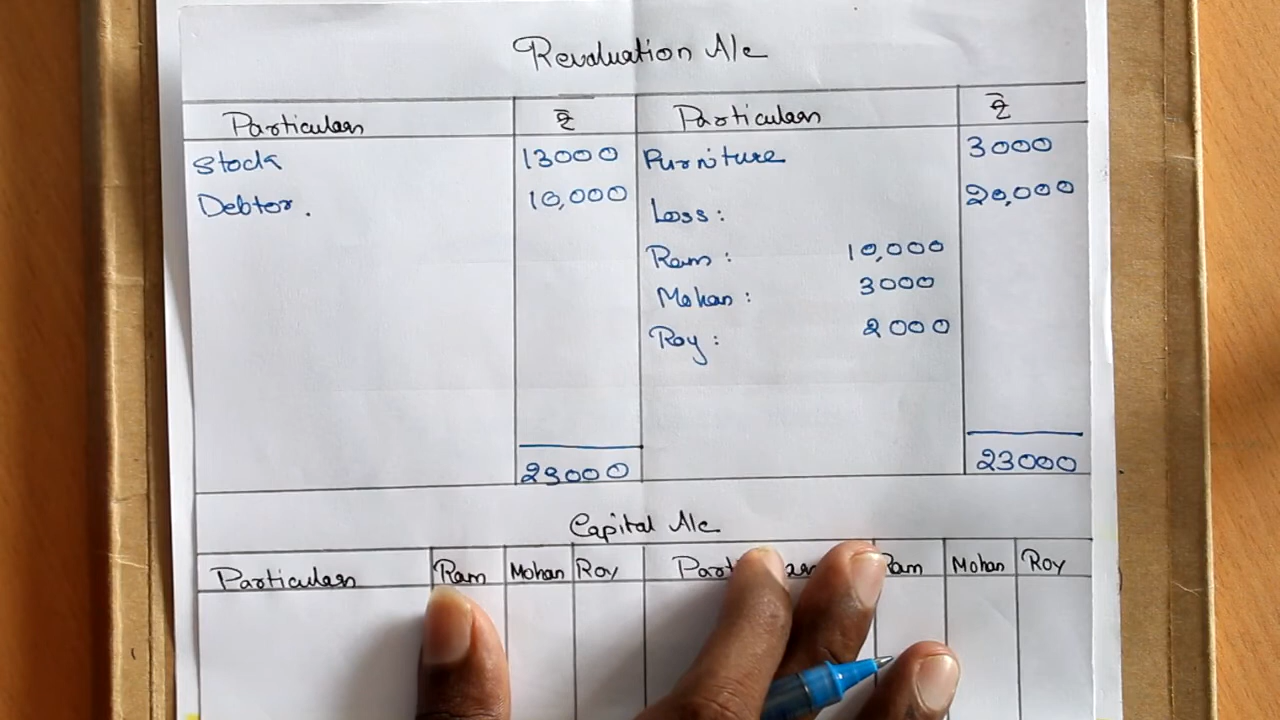 Revaluation A/c
Particulars ₹ Particulars ₹
Stock 13000 Furniture 3000
Debtor. 10,000 Loss: 20,000
Ram: 10,000
Mohan: 3000
Roy: 2000
23000 23000
Capital A/c
Particulars Ram Mohan Roy Ram Mohan Roy